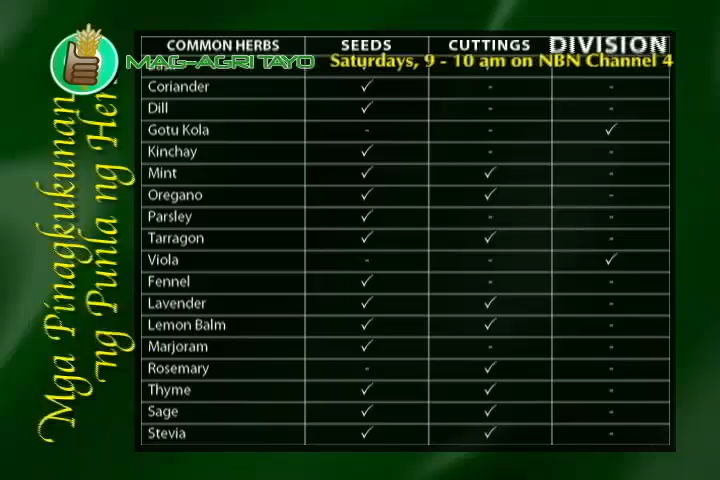 COMMON HERBS SEEDS CUTTINGS DIVISION
MAG-AGRI TAYO Saturdays, 9 - 10 am on NBN Channel 4
Coriander ✓ - -
Dill ✓ - -
Gotu Kola - - ✓
Kinchay ✓ - -
Mint ✓ ✓ -
Oregano ✓ ✓ -
Parsley ✓ - -
Tarragon ✓ ✓ -
Viola - - ✓
Fennel ✓ - -
Lavender ✓ ✓ -
Lemon Balm ✓ ✓ -
Marjoram ✓ - -
Rosemary - ✓ -
Thyme ✓ ✓ -
Sage ✓ ✓ -
Stevia ✓ ✓ -
Mga Pinagkukunan
ng Punla ng